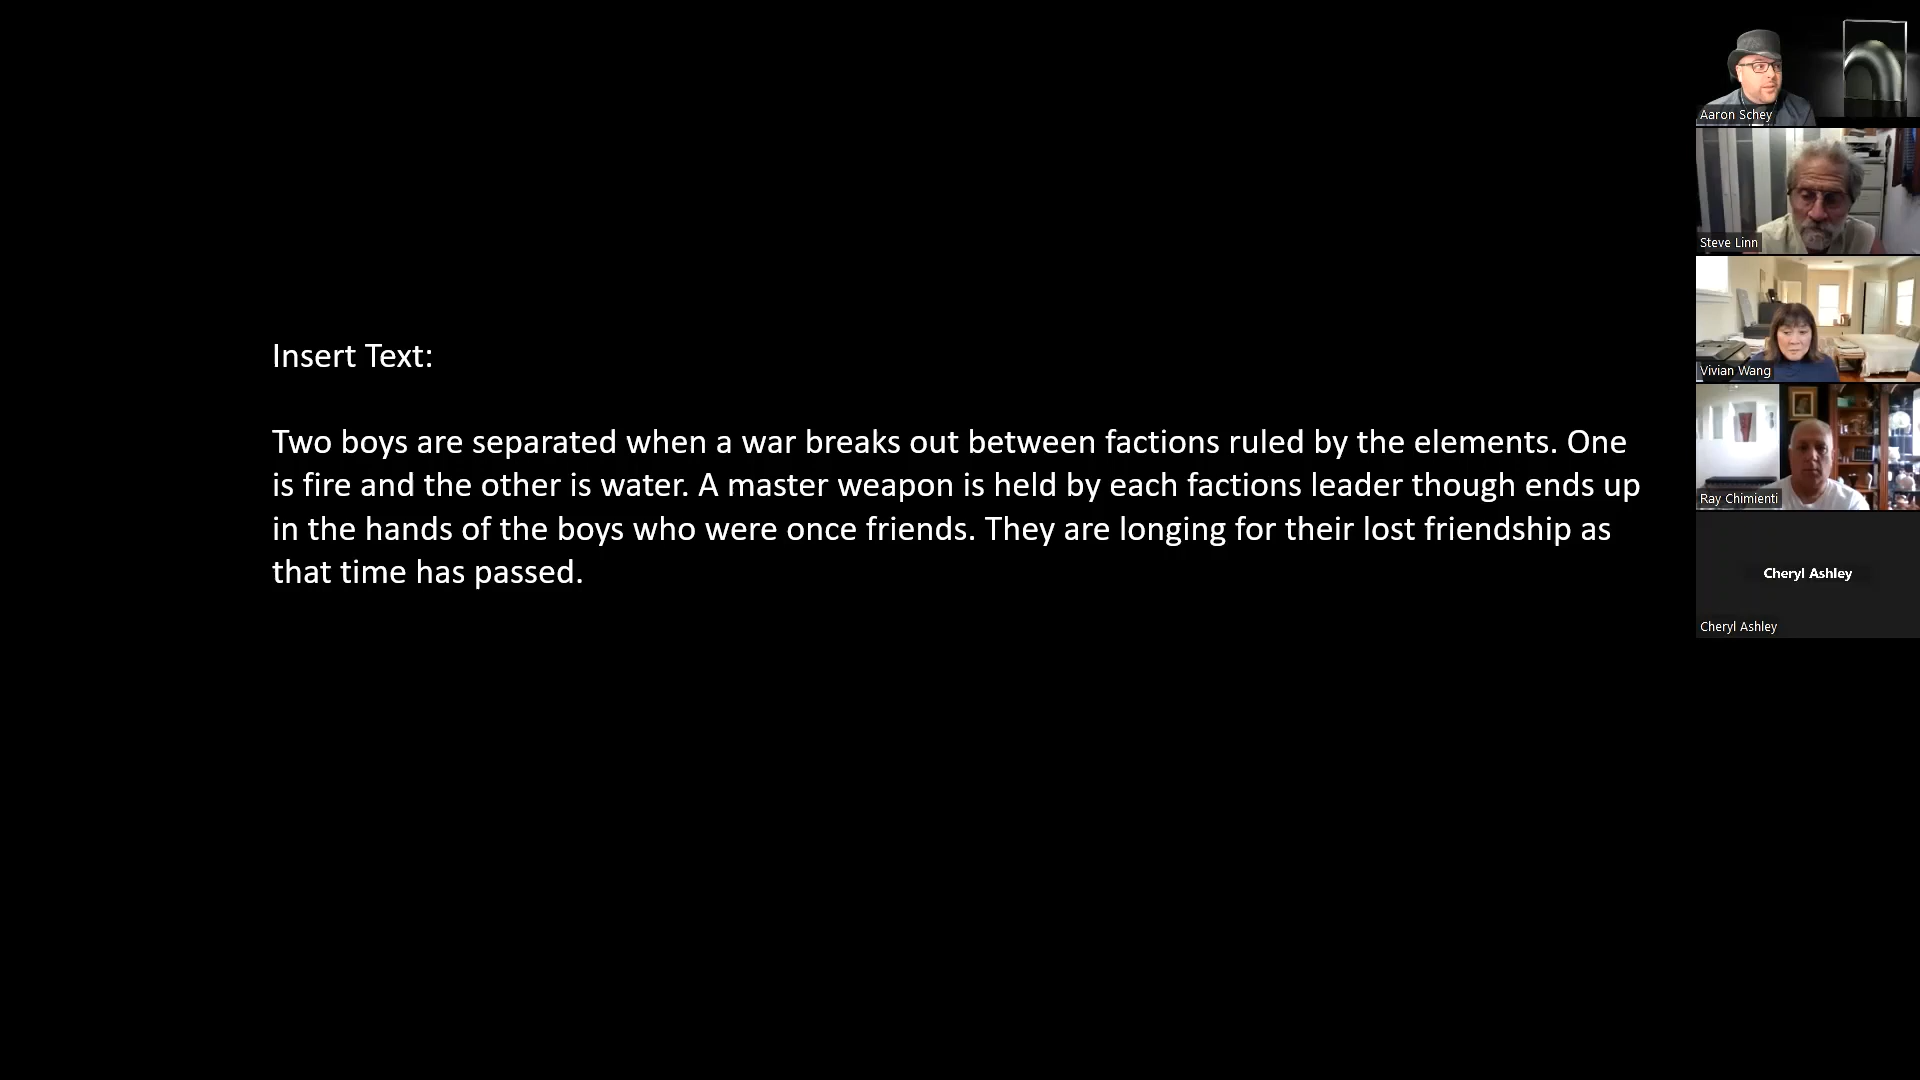 Insert Text:
Two boys are separated when a war breaks out between factions ruled by the elements. One
is fire and the other is water. A master weapon is held by each factions leader though ends up
in the hands of the boys who were once friends. They are longing for their lost friendship as
that time has passed.
Aaron Schey
Steve Linn
Vivian Wang
Ray Chimienti
Cheryl Ashley
Cheryl Ashley